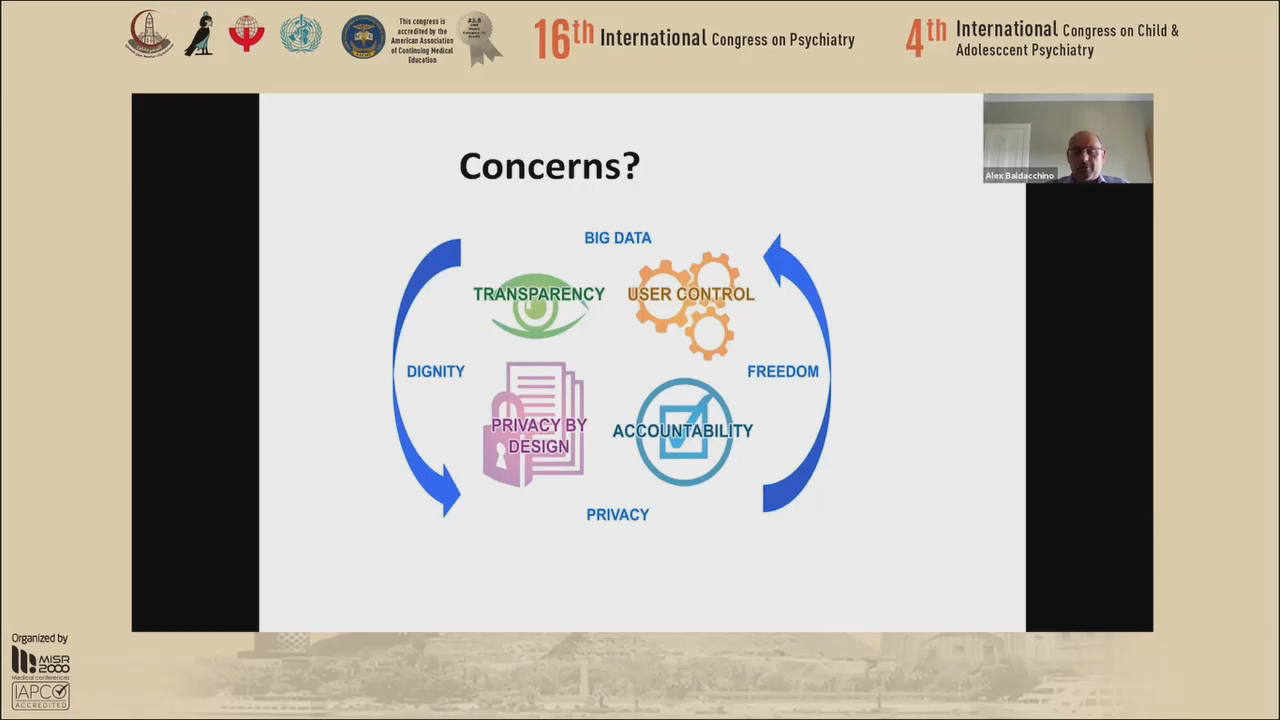 This congress is
accredited by the
American Association
of Continuing Medical
Education
23.5
16th International Congress on Psychiatry
4th International Congress on Child &
Adolesccent Psychiatry
Alex Baldacchino
Concerns?
BIG DATA
TRANSPARENCY
USER CONTROL
DIGNITY
FREEDOM
PRIVACY BY
DESIGN
ACCOUNTABILITY
PRIVACY
Organized by
MISR
2000
Medical conferences
IAPCO
ACCREDITED